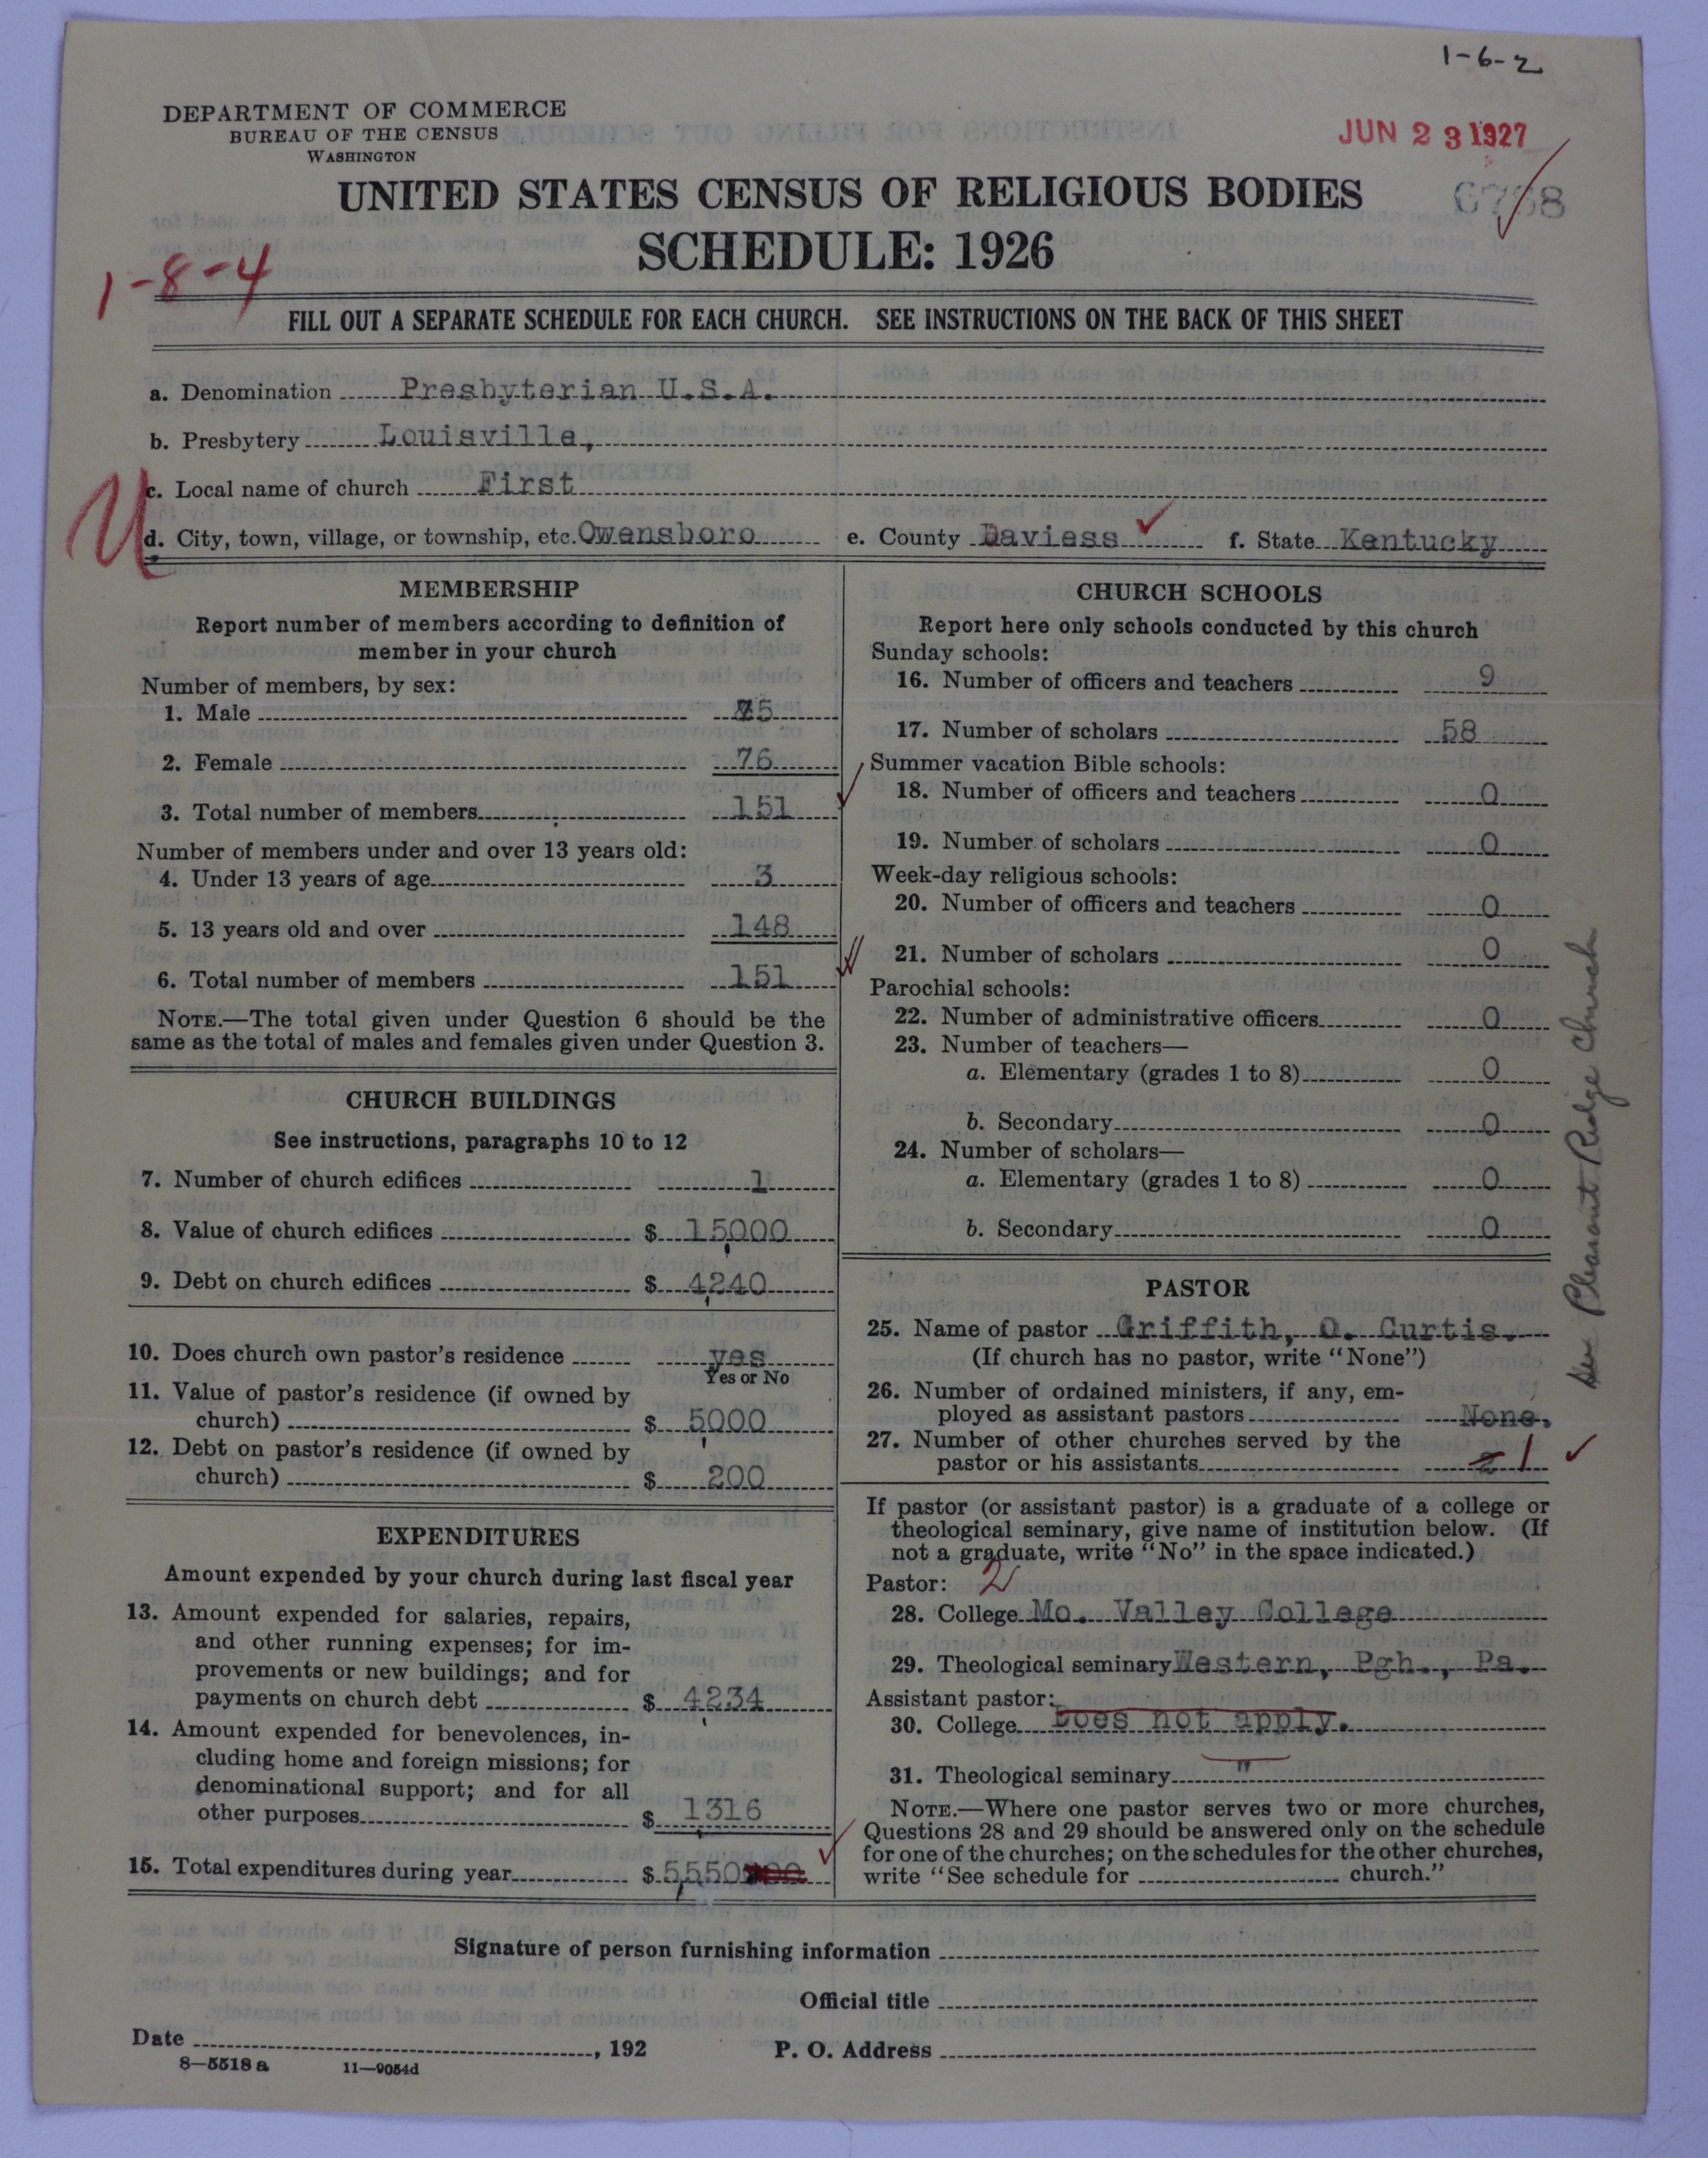 1-6-2
DEPARTMENT OF COMMERCE
BUREAU OF THE CENSUS
WASHINGTON
JUN 23 1927
UNITED STATES CENSUS OF RELIGIOUS BODIES
SCHEDULE: 1926
1-8-4
FILL OUT A SEPARATE SCHEDULE FOR EACH CHURCH. SEE INSTRUCTIONS ON THE BACK OF THIS SHEET
a. Denomination Presbyterian U.S.A.
b. Presbytery Louisville,
c. Local name of church First
d. City, town, village, or township, etc. Owensboro e. County Daviess f. State Kentucky
MEMBERSHIP
Report number of members according to definition of
member in your church
Number of members, by sex:
1. Male 75
2. Female 76
3. Total number of members 151
Number of members under and over 13 years old:
4. Under 13 years of age 3
5. 13 years old and over 148
6. Total number of members 151
NOTE.—The total given under Question 6 should be the
same as the total of males and females given under Question 3.
CHURCH BUILDINGS
See instructions, paragraphs 10 to 12
7. Number of church edifices 1
8. Value of church edifices $ 15000
9. Debt on church edifices $ 4240
10. Does church own pastor's residence yes
Yes or No
11. Value of pastor's residence (if owned by
church) $ 5000
12. Debt on pastor's residence (if owned by
church) $ 200
EXPENDITURES
Amount expended by your church during last fiscal year
13. Amount expended for salaries, repairs,
and other running expenses; for im-
provements or new buildings; and for
payments on church debt $ 4234
14. Amount expended for benevolences, in-
cluding home and foreign missions; for
denominational support; and for all
other purposes $ 1316
15. Total expenditures during year $ 5550
CHURCH SCHOOLS
Report here only schools conducted by this church
Sunday schools:
16. Number of officers and teachers 9
17. Number of scholars 58
Summer vacation Bible schools:
18. Number of officers and teachers 0
19. Number of scholars 0
Week-day religious schools:
20. Number of officers and teachers 0
21. Number of scholars 0
Parochial schools:
22. Number of administrative officers 0
23. Number of teachers—
a. Elementary (grades 1 to 8) 0
b. Secondary 0
24. Number of scholars—
a. Elementary (grades 1 to 8) 0
b. Secondary 0
PASTOR
25. Name of pastor Griffith, O. Curtis.
(If church has no pastor, write "None")
26. Number of ordained ministers, if any, em-
ployed as assistant pastors None.
27. Number of other churches served by the
pastor or his assistants 2 1
If pastor (or assistant pastor) is a graduate of a college or
theological seminary, give name of institution below. (If
not a graduate, write "No" in the space indicated.)
Pastor: 2
28. College Mo. Valley College
29. Theological seminary Western, Pgh., Pa.
Assistant pastor:
30. College Does not apply.
31. Theological seminary "
NOTE.—Where one pastor serves two or more churches,
Questions 28 and 29 should be answered only on the schedule
for one of the churches; on the schedules for the other churches,
write "See schedule for church."
See Pleasant Ridge Church
Signature of person furnishing information
Official title
Date , 192 P. O. Address
8—5518 a 11—9054d